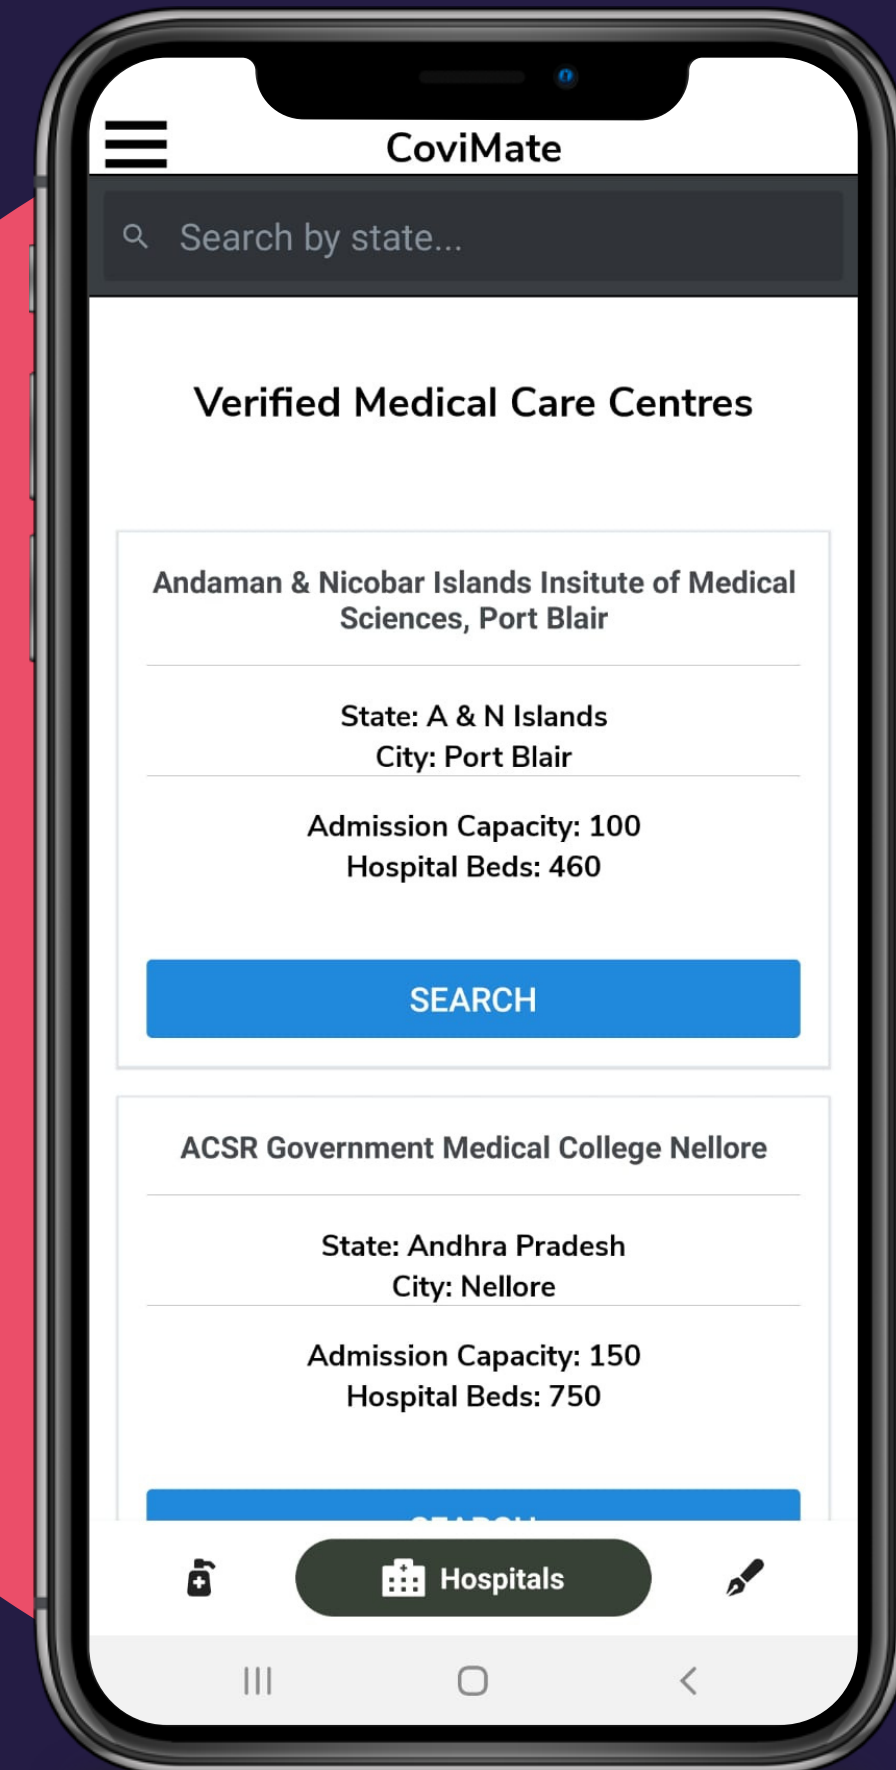 CoviMate
Search by state...
Verified Medical Care Centres
Andaman & Nicobar Islands Insitute of Medical
Sciences, Port Blair
State: A & N Islands
City: Port Blair
Admission Capacity: 100
Hospital Beds: 460
SEARCH
ACSR Government Medical College Nellore
State: Andhra Pradesh
City: Nellore
Admission Capacity: 150
Hospital Beds: 750
SEARCH
Hospitals